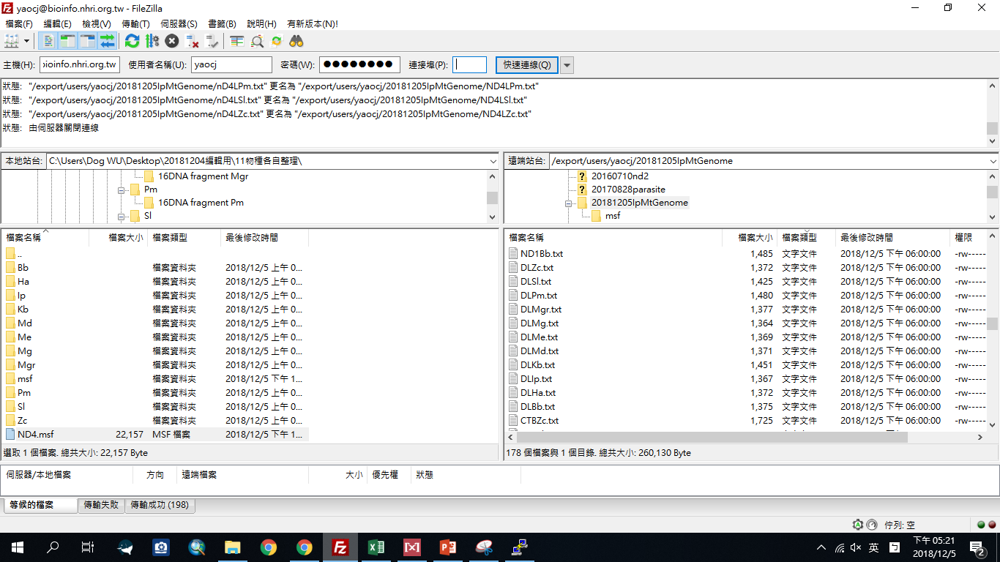 yaocj@bioinfo.nhri.org.tw - FileZilla
檔案(F) 編輯(E) 檢視(V) 傳輸(T) 伺服器(S) 書籤(B) 說明(H) 有新版本(N)!
主機(H): bioinfo.nhri.org.tw 使用者名稱(U): yaocj 密碼(W): ●●●●●●●● 連接埠(P): 快速連線(Q)
狀態: "/export/users/yaocj/20181205IpMtGenome/nD4LPm.txt" 更名為 "/export/users/yaocj/20181205IpMtGenome/ND4LPm.txt"
狀態: "/export/users/yaocj/20181205IpMtGenome/nD4LSl.txt" 更名為 "/export/users/yaocj/20181205IpMtGenome/ND4LSl.txt"
狀態: "/export/users/yaocj/20181205IpMtGenome/nD4LZc.txt" 更名為 "/export/users/yaocj/20181205IpMtGenome/ND4LZc.txt"
狀態: 由伺服器關閉連線
本地站台: C:\Users\Dog WU\Desktop\20181204編輯用\11物種各自整理\
16DNA fragment Mgr
Pm
16DNA fragment Pm
Sl
檔案名稱 檔案大小 檔案類型 最後修改時間
..
Bb 檔案資料夾 2018/12/5 上午 0...
Ha 檔案資料夾 2018/12/5 上午 0...
Ip 檔案資料夾 2018/12/5 上午 0...
Kb 檔案資料夾 2018/12/5 上午 0...
Md 檔案資料夾 2018/12/5 上午 0...
Me 檔案資料夾 2018/12/5 上午 0...
Mg 檔案資料夾 2018/12/5 上午 0...
Mgr 檔案資料夾 2018/12/5 上午 0...
msf 檔案資料夾 2018/12/5 下午 1...
Pm 檔案資料夾 2018/12/5 上午 0...
Sl 檔案資料夾 2018/12/5 上午 0...
Zc 檔案資料夾 2018/12/5 上午 0...
ND4.msf 22,157 MSF 檔案 2018/12/5 下午 1...
選取 1 個檔案. 總共大小: 22,157 Byte
遠端站台: /export/users/yaocj/20181205IpMtGenome
20160710nd2
20170828parasite
20181205IpMtGenome
msf
檔案名稱 檔案大小 檔案類型 最後修改時間 權限
ND1Bb.txt 1,485 文字文件 2018/12/5 下午 06:00:00 -rw-----
DLZc.txt 1,372 文字文件 2018/12/5 下午 06:00:00 -rw-----
DLSl.txt 1,425 文字文件 2018/12/5 下午 06:00:00 -rw-----
DLPm.txt 1,480 文字文件 2018/12/5 下午 06:00:00 -rw-----
DLMgr.txt 1,377 文字文件 2018/12/5 下午 06:00:00 -rw-----
DLMg.txt 1,364 文字文件 2018/12/5 下午 06:00:00 -rw-----
DLMe.txt 1,369 文字文件 2018/12/5 下午 06:00:00 -rw-----
DLMd.txt 1,371 文字文件 2018/12/5 下午 06:00:00 -rw-----
DLKb.txt 1,451 文字文件 2018/12/5 下午 06:00:00 -rw-----
DLIp.txt 1,367 文字文件 2018/12/5 下午 06:00:00 -rw-----
DLHa.txt 1,372 文字文件 2018/12/5 下午 06:00:00 -rw-----
DLBb.txt 1,375 文字文件 2018/12/5 下午 06:00:00 -rw-----
CTBZc.txt 1,725 文字文件 2018/12/5 下午 06:00:00 -rw-----
178 個檔案與 1 個目錄. 總共大小: 260,130 Byte
伺服器/本地檔案 方向 遠端檔案 大小 優先權 狀態
等候的檔案 傳輸失敗 傳輸成功 (198)
佇列: 空
英 下午 05:21
2018/12/5 2